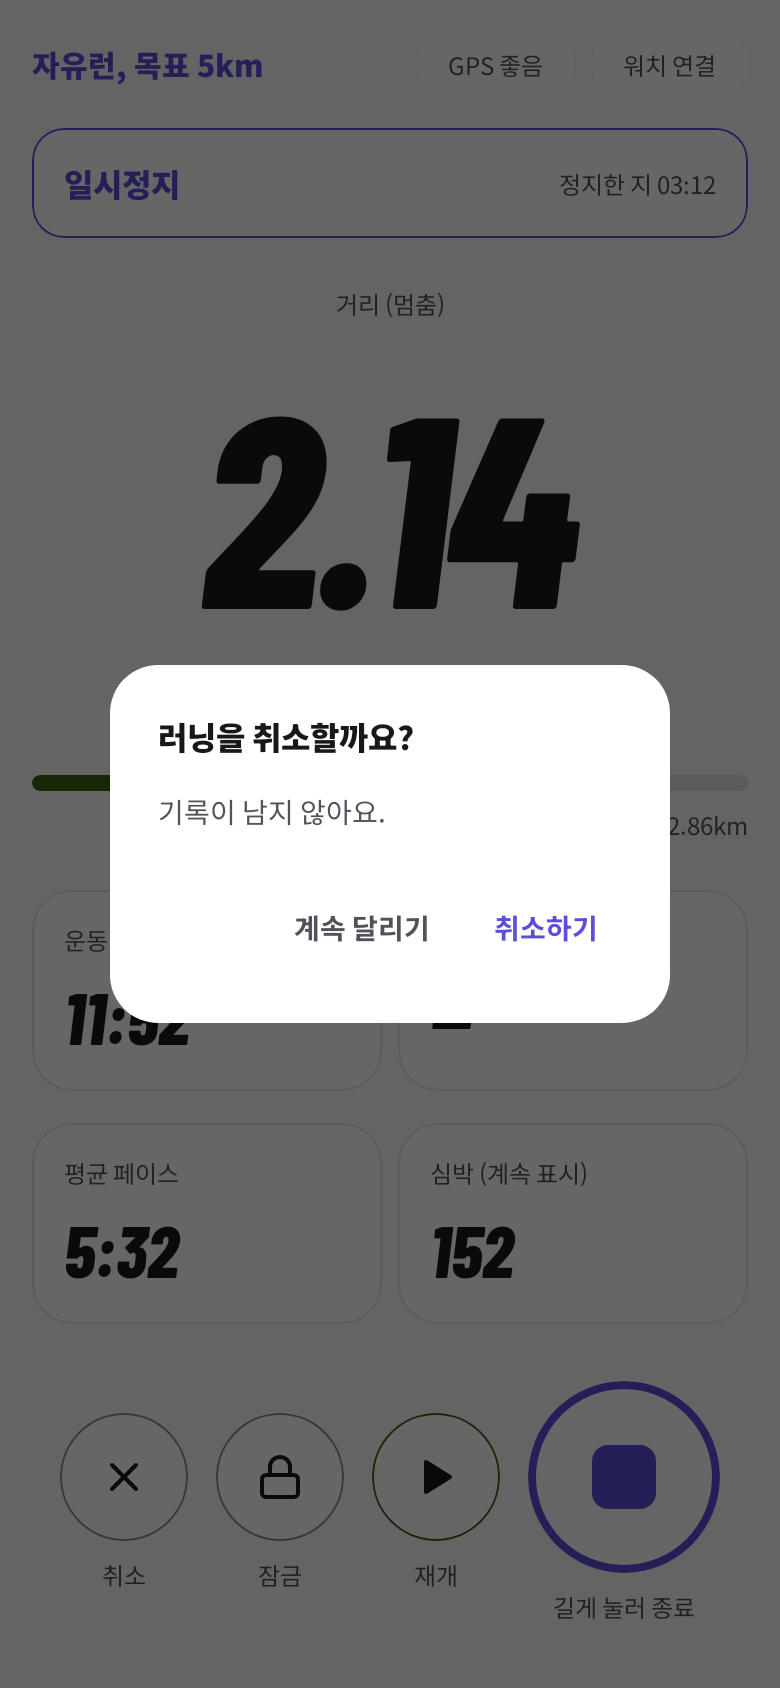 자유런, 목표 5km
GPS 좋음
워치 연결
일시정지
정지한 지 03:12
거리 (멈춤)
2.14
러닝을 취소할까요?
기록이 남지 않아요.
2.86km
계속 달리기
취소하기
운동
11:52
평균 페이스
5:32
심박 (계속 표시)
152
취소
잠금
재개
길게 눌러 종료